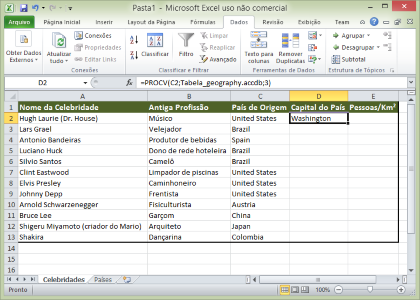 Pasta1 - Microsoft Excel uso não comercial
Arquivo Página Inicial Inserir Layout da Página Fórmulas Dados Revisão Exibição Team
Obter Dados Externos
Atualizar tudo
Conexões
Propriedades
Editar Links
Conexões
Classificar
Filtro
Limpar
Reaplicar
Avançado
Classificar e Filtrar
Texto para colunas
Remover Duplicatas
Ferramentas de Dados
Agrupar
Desagrupar
Subtotal
Estrutura de Tópicos
D2 fx =PROCV(C2;Tabela_geography.accdb;3)
A B C D E
1 Nome da Celebridade Antiga Profissão País de Origem Capital do País Pessoas/Km²
2 Hugh Laurie (Dr. House) Músico United States Washington
3 Lars Grael Velejador Brazil
4 Antonio Bandeiras Produtor de bebidas Spain
5 Luciano Huck Dono de rede hoteleira Brazil
6 Silvio Santos Camelô Brazil
7 Clint Eastwood Limpador de piscinas United States
8 Elvis Presley Caminhoneiro United States
9 Johnny Depp Frentista United States
10 Arnold Schwarzenegger Fisiculturista Austria
11 Bruce Lee Garçom China
12 Shigeru Miyamoto (criador do Mario) Arquiteto Japan
13 Shakira Dançarina Colombia
14
15
16
Celebridades Países
Pronto 100%